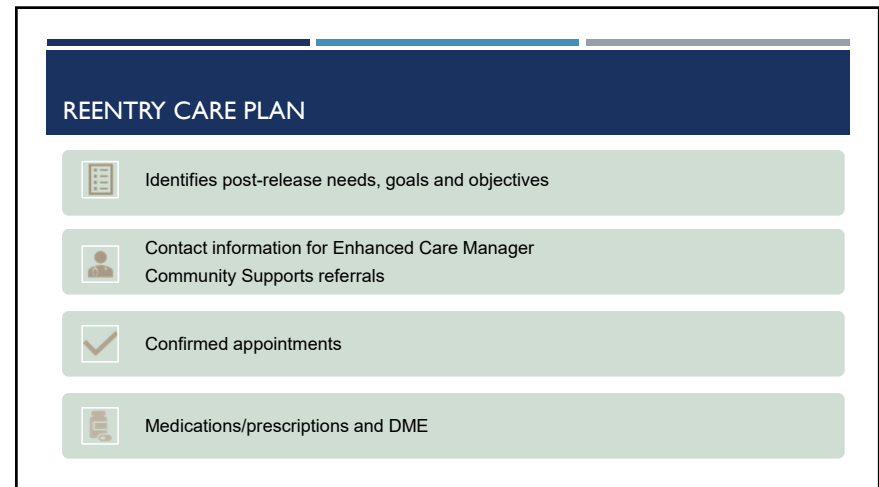 REENTRY CARE PLAN
Identifies post-release needs, goals and objectives
Contact information for Enhanced Care Manager
Community Supports referrals
Confirmed appointments
Medications/prescriptions and DME